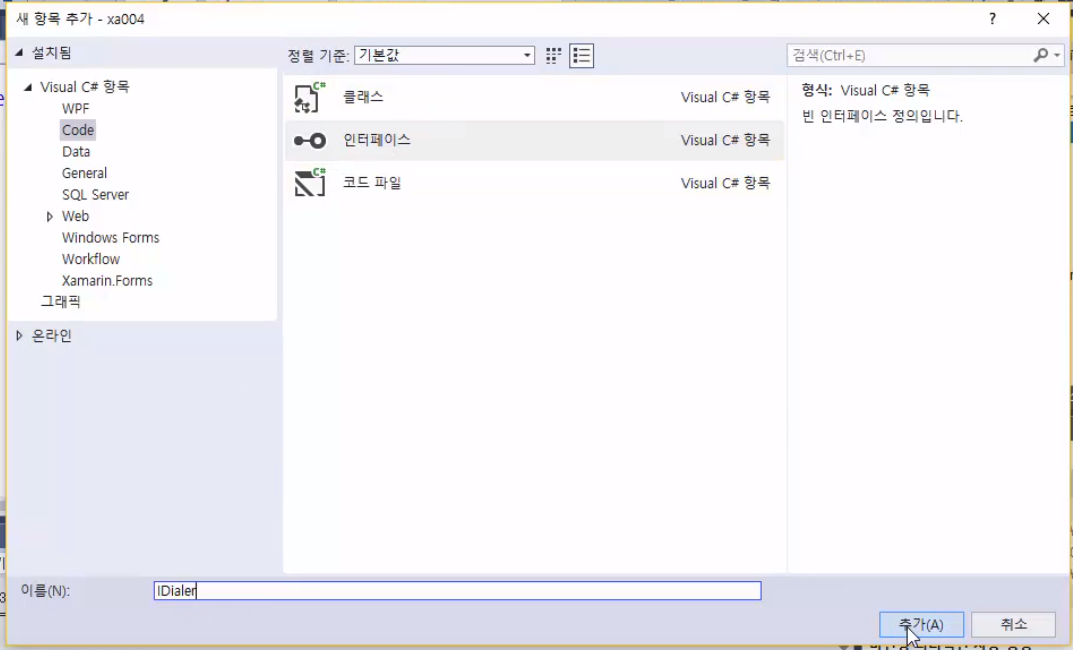 새 항목 추가 - xa004
?
설치됨
정렬 기준: 기본값
검색(Ctrl+E)
Visual C# 항목
WPF
Code
Data
General
SQL Server
Web
Windows Forms
Workflow
Xamarin.Forms
그래픽
온라인
C# 클래스 Visual C# 항목
인터페이스 Visual C# 항목
C# 코드 파일 Visual C# 항목
형식: Visual C# 항목
빈 인터페이스 정의입니다.
이름(N): IDialer
추가(A) 취소